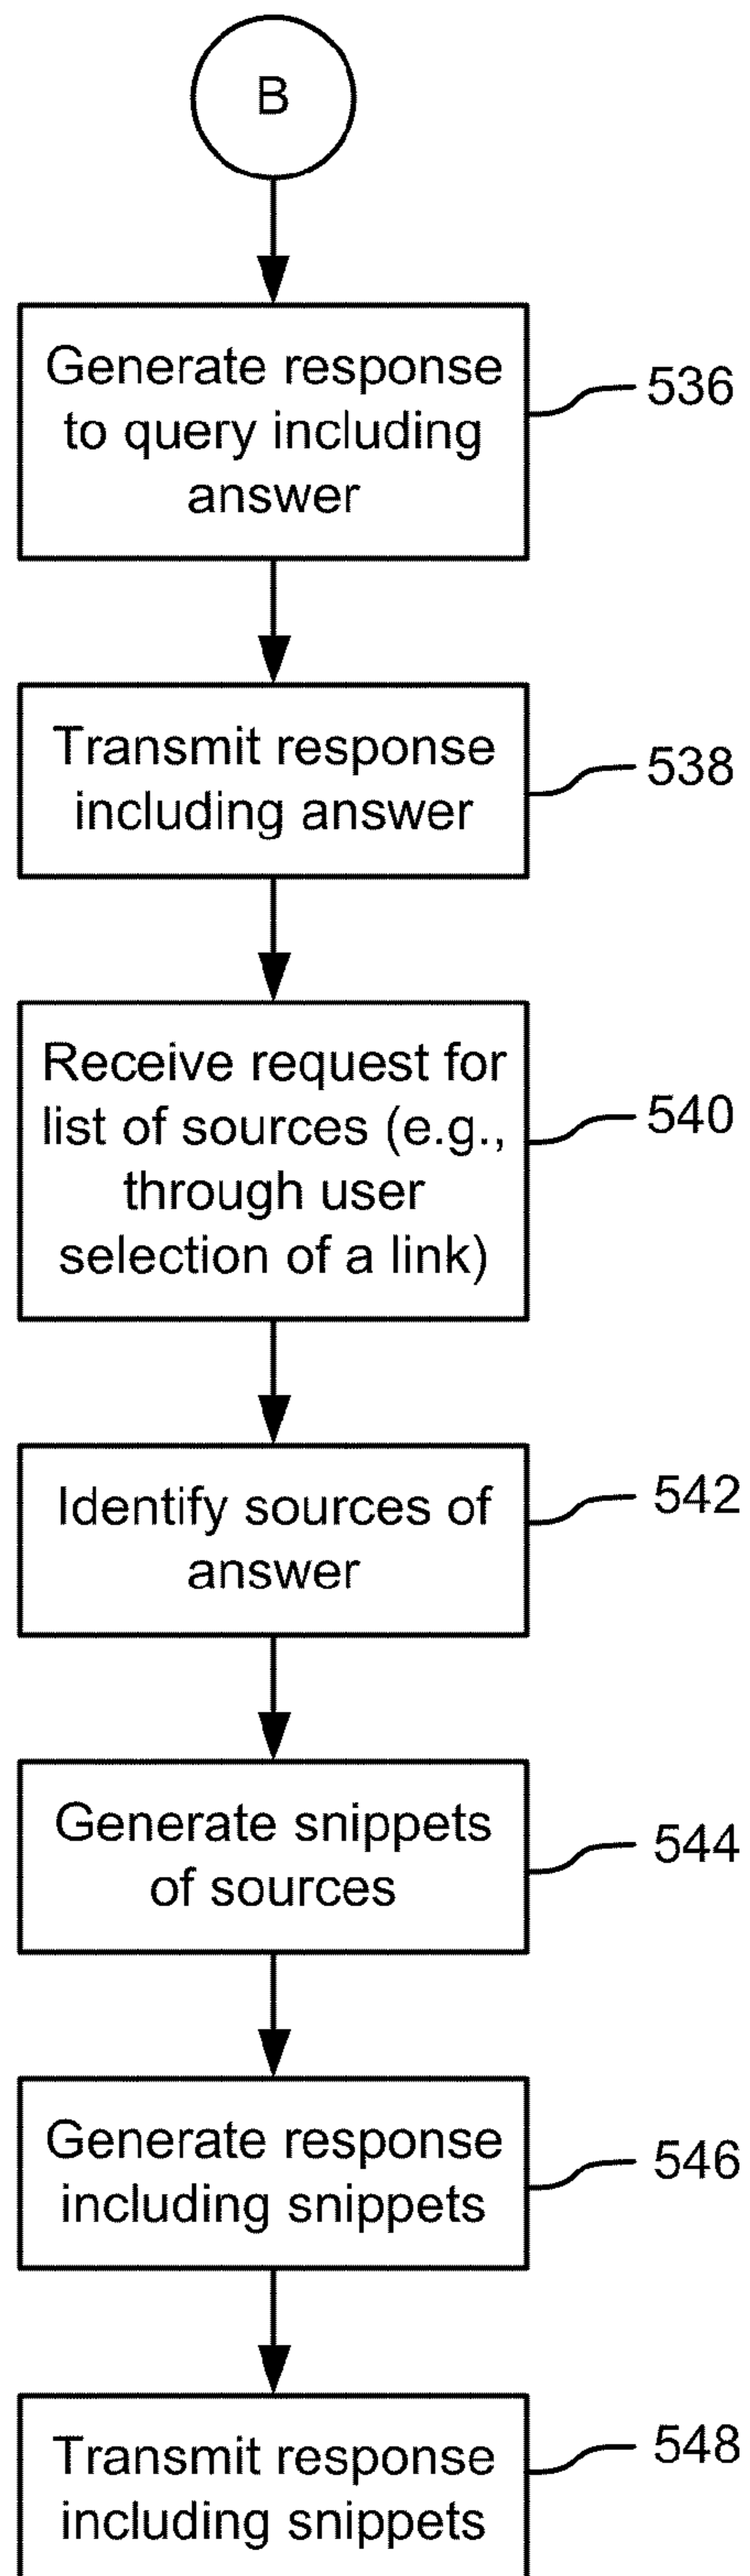 B
Generate response
to query including
answer
536
Transmit response
including answer
538
Receive request for
list of sources (e.g.,
through user
selection of a link)
540
Identify sources of
answer
542
Generate snippets
of sources
544
Generate response
including snippets
546
Transmit response
including snippets
548